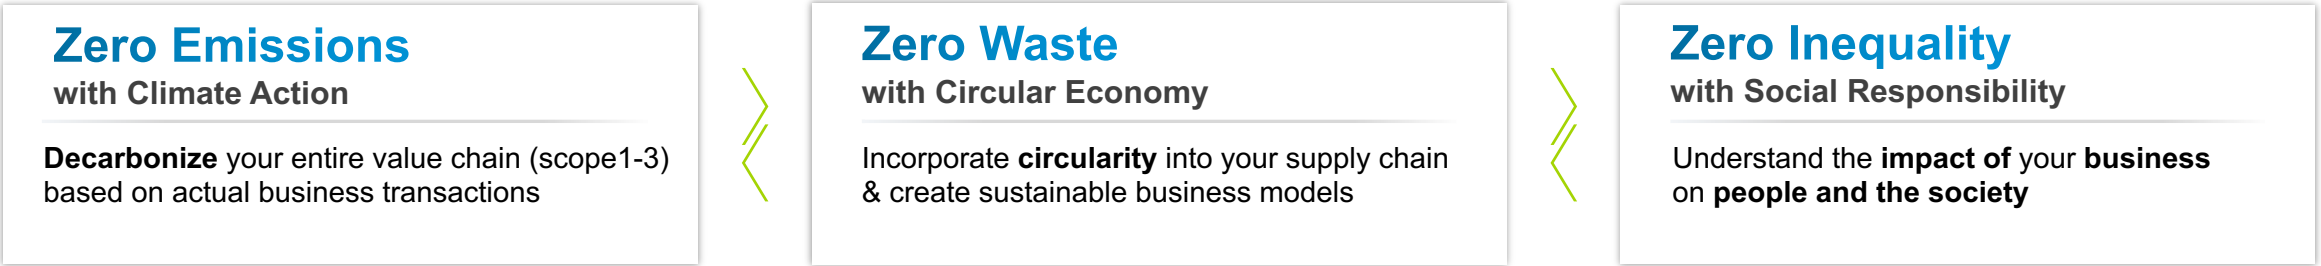 Zero Emissions
with Climate Action
Decarbonize your entire value chain (scope1-3)
based on actual business transactions
Zero Waste
with Circular Economy
Incorporate circularity into your supply chain
& create sustainable business models
Zero Inequality
with Social Responsibility
Understand the impact of your business
on people and the society